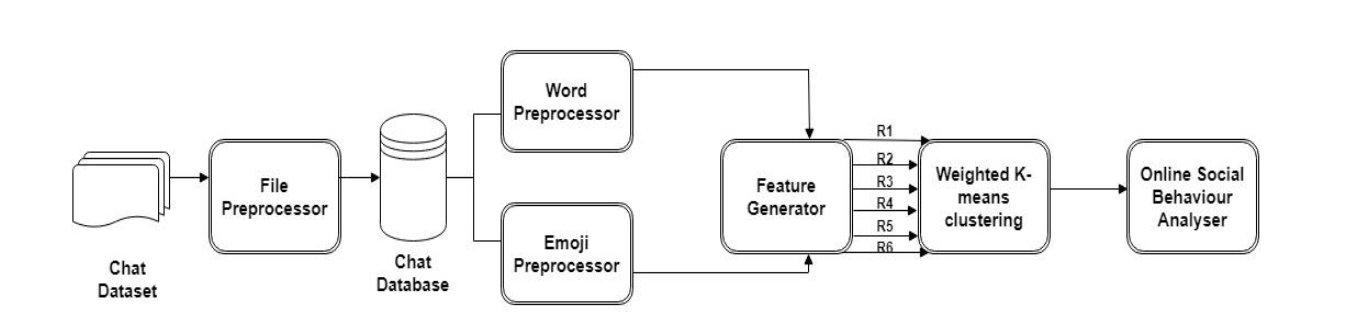 Chat
Dataset
File
Preprocessor
Chat
Database
Word
Preprocessor
Emoji
Preprocessor
Feature
Generator
R1
R2
R3
R4
R5
R6
Weighted K-
means
clustering
Online Social
Behaviour
Analyser